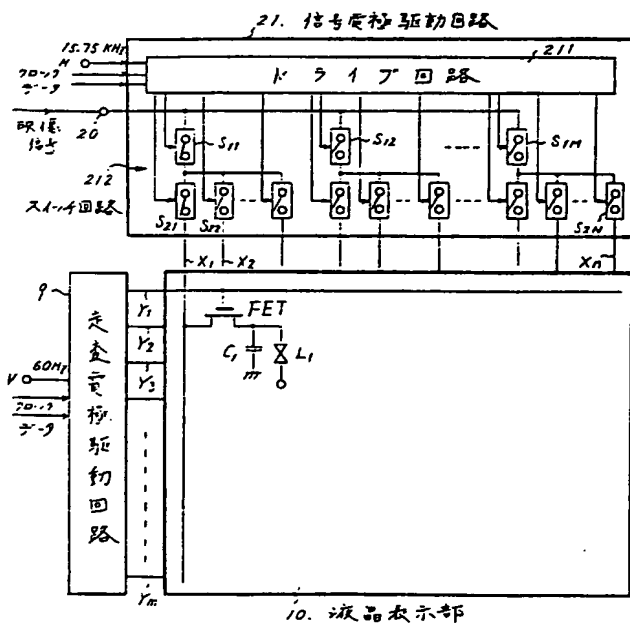 21. 信号電極駆動回路
15.75 KHz
H
211
クロック
データ
ドライブ回路
映像
信号
20
S11
S12
S1M
212
スイッチ回路
S21
S22
S2N
X1
X2
Xn
9
走査電極駆動回路
Y1
FET
Y2
C1
L1
V
60Hz
Y3
クロック
データ
Ym
10. 液晶表示部